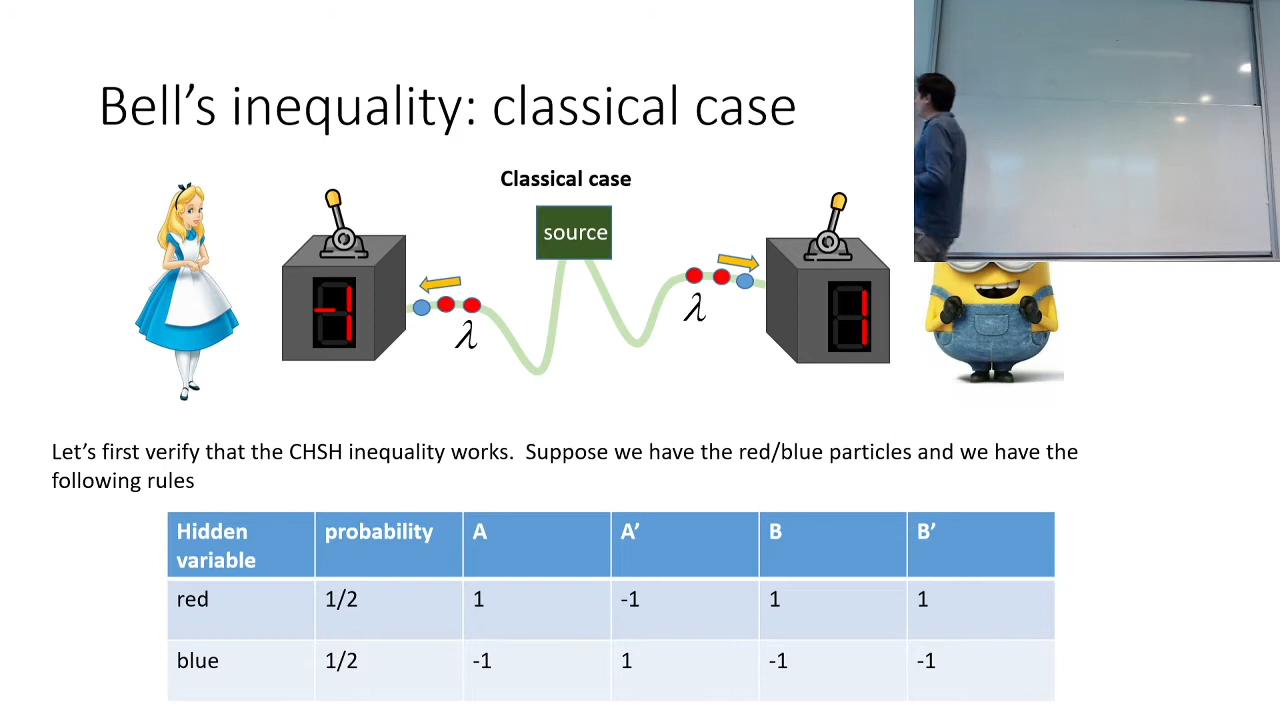 Bell's inequality: classical case
Classical case
source
-1
λ
λ
1
Let's first verify that the CHSH inequality works. Suppose we have the red/blue particles and we have the
following rules
Hidden variable probability A A' B B'
red 1/2 1 -1 1 1
blue 1/2 -1 1 -1 -1